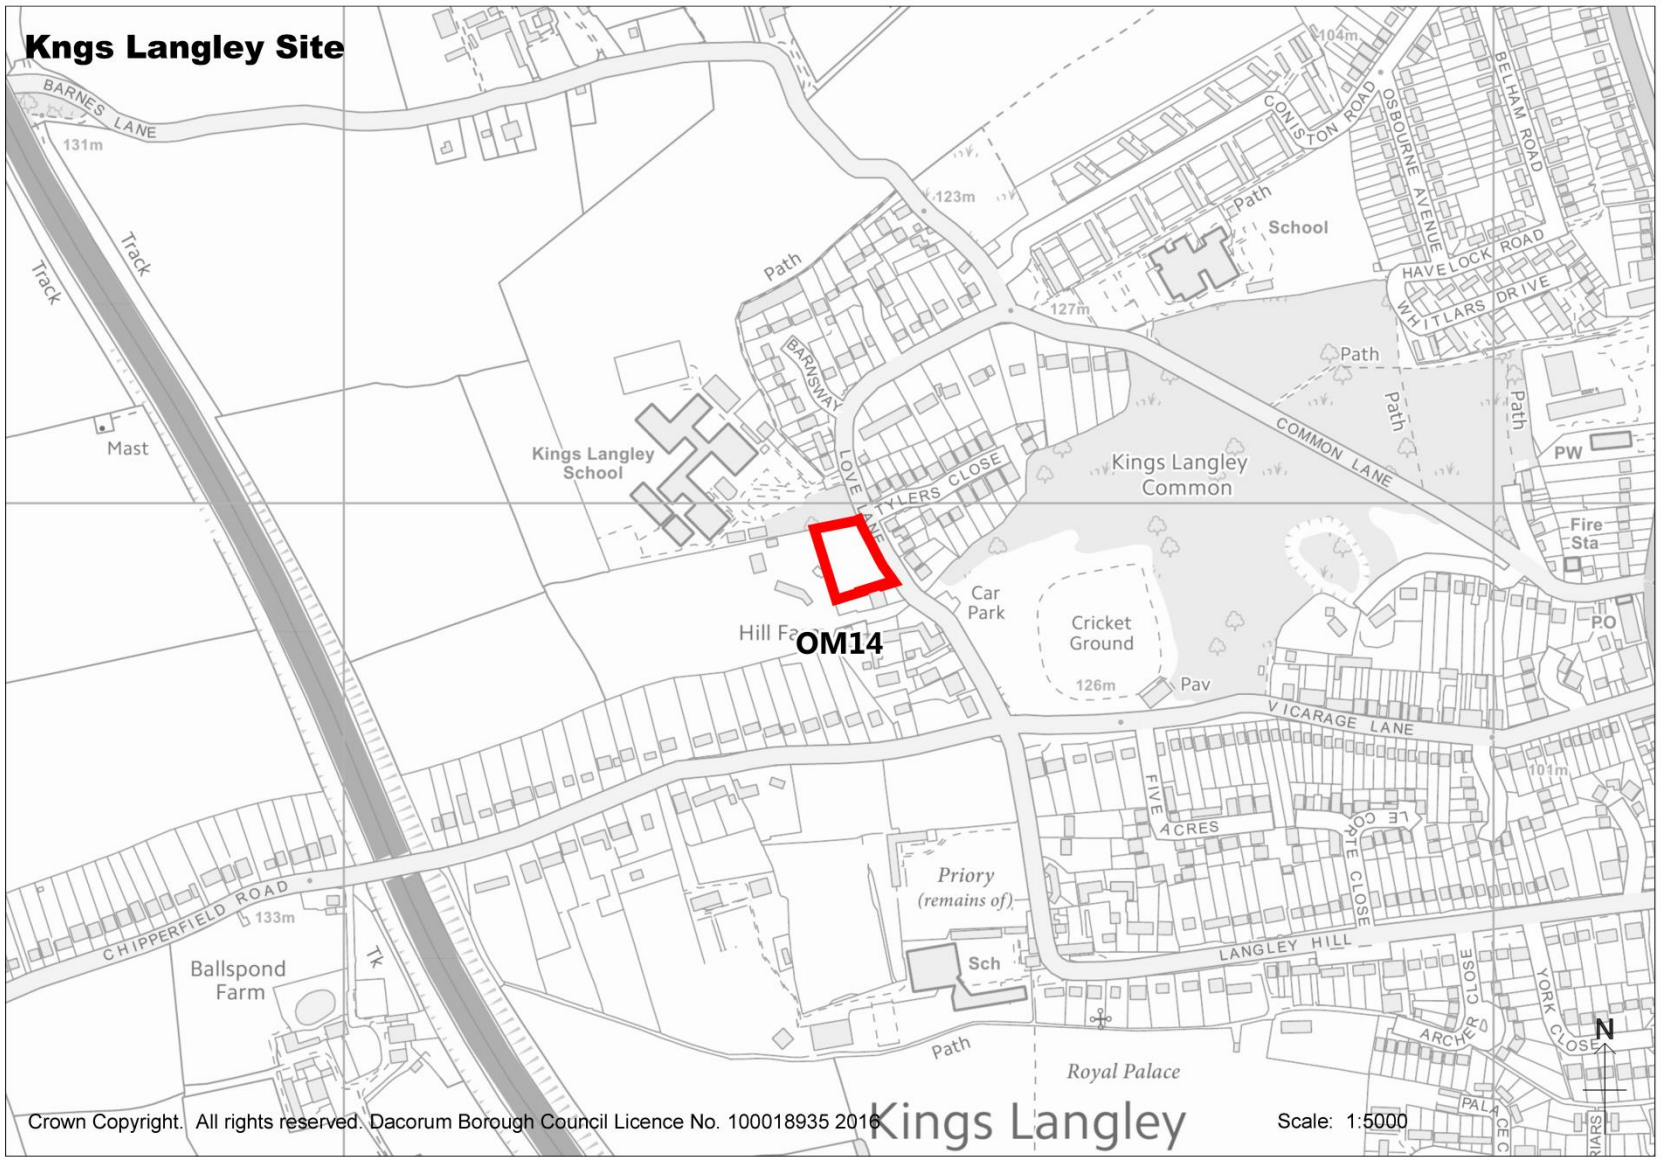 Kngs Langley Site
BARNES LANE
131m
104m
CONISTON ROAD
OSBOURNE AVENUE
BELHAM ROAD
Track
Track
123m
Path
Path
School
HAVELOCK ROAD
WHITLARS DRIVE
127m
BARNSWAY
Path
Path
Path
Mast
Kings Langley
School
LOVE LANE
TYLERS CLOSE
Kings Langley
Common
COMMON LANE
PW
Fire
Sta
Car
Park
Cricket
Ground
126m
Pav
PO
Hill Fa
OM14
VICARAGE LANE
101m
FIVE ACRES
LE CORTE CLOSE
Priory
(remains of)
CHIPPERFIELD ROAD
133m
Tk
Ballspond
Farm
Sch
LANGLEY HILL
ARCHER CLOSE
YORK CLOSE
N
Path
Royal Palace
Kings Langley
PALACE C
RIARS
Crown Copyright. All rights reserved. Dacorum Borough Council Licence No. 100018935 2016
Scale: 1:5000